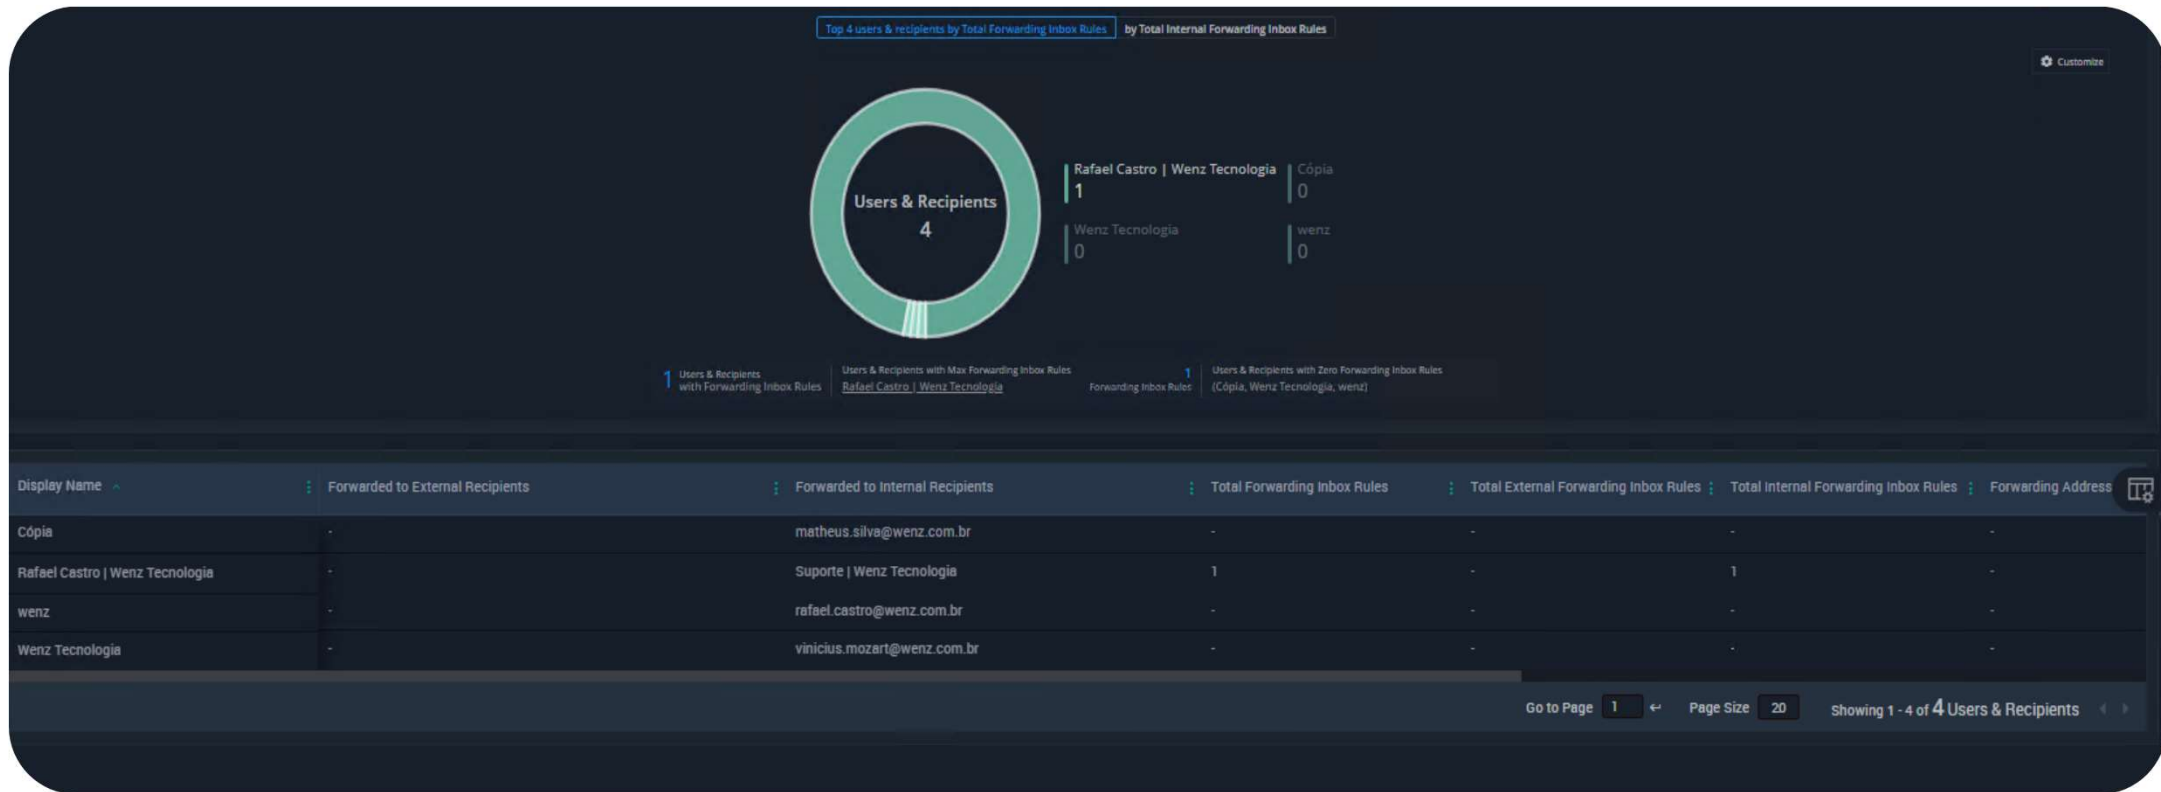 Top 4 users & recipients by Total Forwarding Inbox Rules by Total Internal Forwarding Inbox Rules
Customize
Users & Recipients
4
Rafael Castro | Wenz Tecnologia
1
Cópia
0
Wenz Tecnologia
0
wenz
0
1 Users & Recipients
with Forwarding Inbox Rules
Users & Recipients with Max Forwarding Inbox Rules
Rafael Castro | Wenz Tecnologia
1
Forwarding Inbox Rules
Users & Recipients with Zero Forwarding Inbox Rules
(Cópia, Wenz Tecnologia, wenz)
Display Name Forwarded to External Recipients Forwarded to Internal Recipients Total Forwarding Inbox Rules Total External Forwarding Inbox Rules Total Internal Forwarding Inbox Rules Forwarding Address
Cópia - matheus.silva@wenz.com.br - - - -
Rafael Castro | Wenz Tecnologia - Suporte | Wenz Tecnologia 1 - 1 -
wenz - rafael.castro@wenz.com.br - - - -
Wenz Tecnologia - vinicius.mozart@wenz.com.br - - - -
Go to Page 1 Page Size 20 Showing 1 - 4 of 4 Users & Recipients